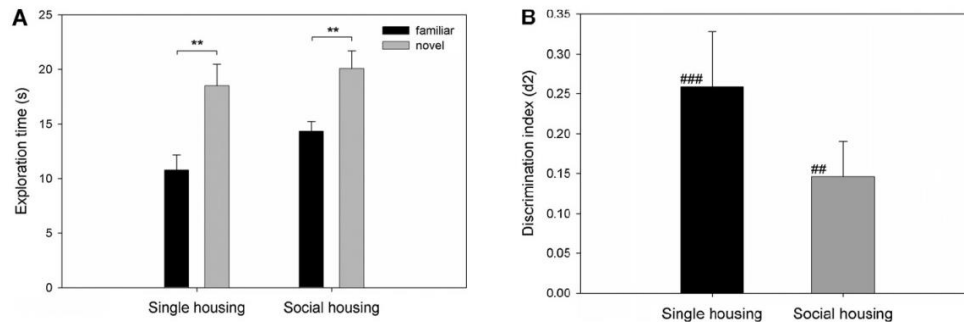 A
familiar
novel
**
**
Exploration time (s)
25
20
15
10
5
0
Single housing
Social housing
B
Discrimination index (d2)
0.35
0.30
0.25
0.20
0.15
0.10
0.05
0.00
###
##
Single housing
Social housing